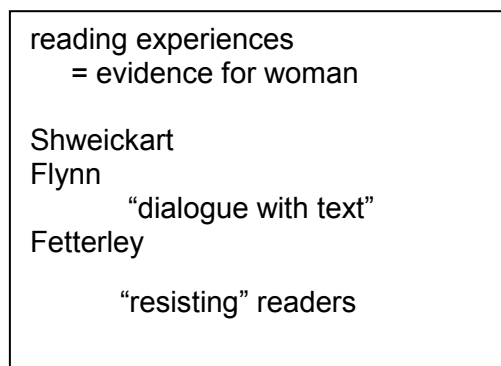 reading experiences
= evidence for woman
Shweickart
Flynn
“dialogue with text”
Fetterley
“resisting” readers